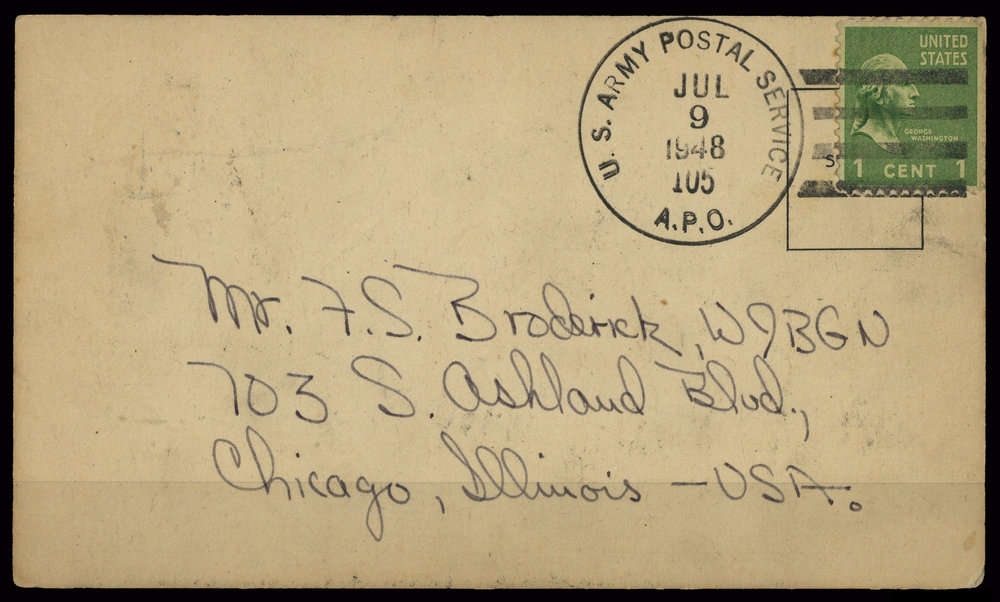 U. S. ARMY POSTAL SERVICE
JUL
9
1948
105
A.P.O.
UNITED
STATES
GEORGE
WASHINGTON
1 CENT 1
S
Mr. F.S. Broderick, W9BGN
703 S. Ashland Blvd.,
Chicago, Illinois - USA.